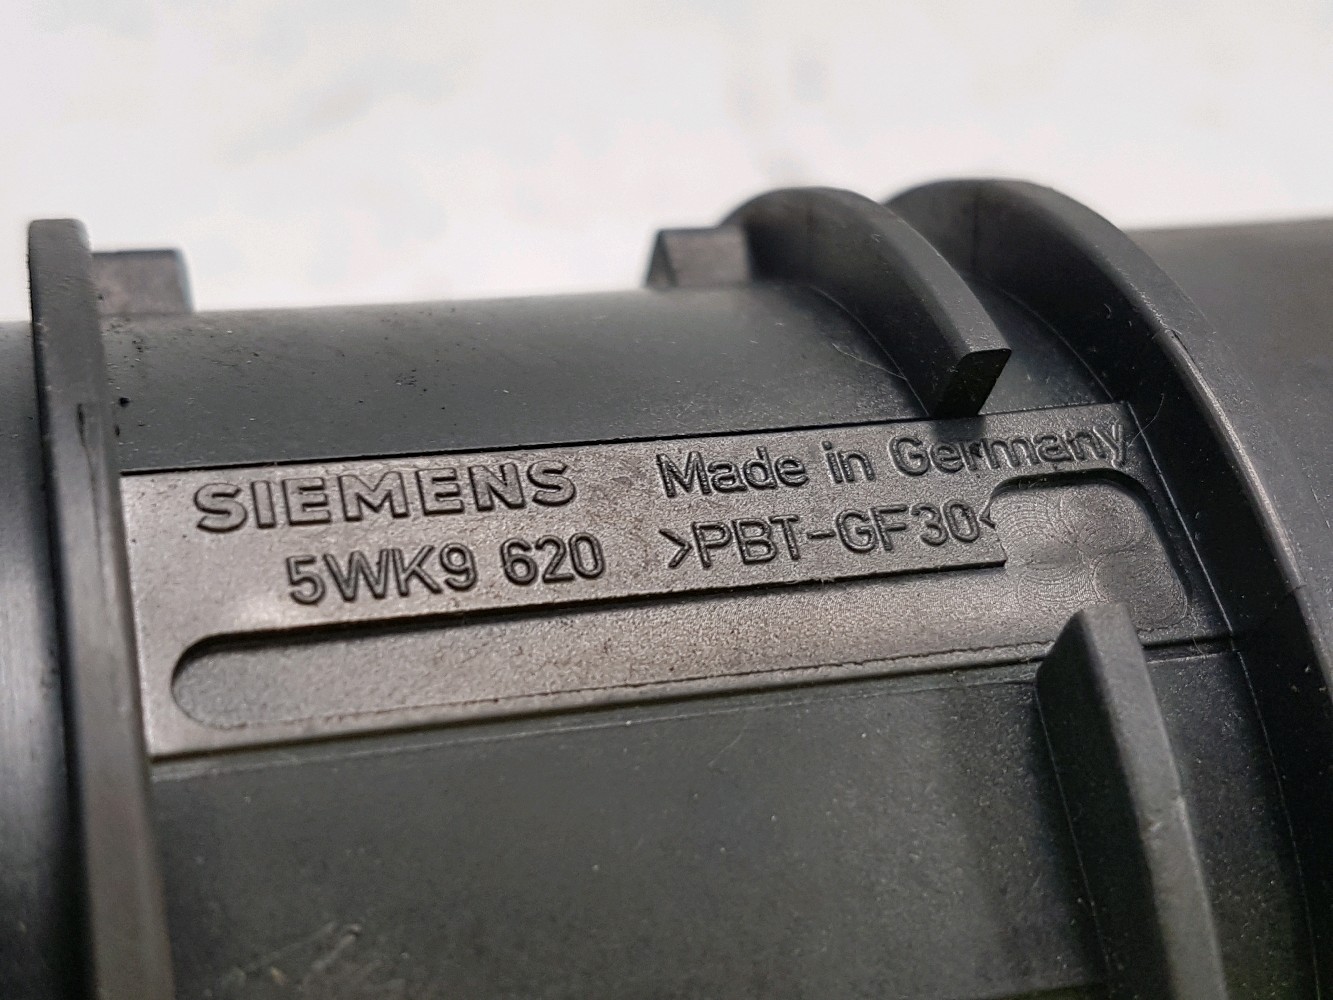 SIEMENS Made in Germany
5WK9 620 >PBT-GF30<